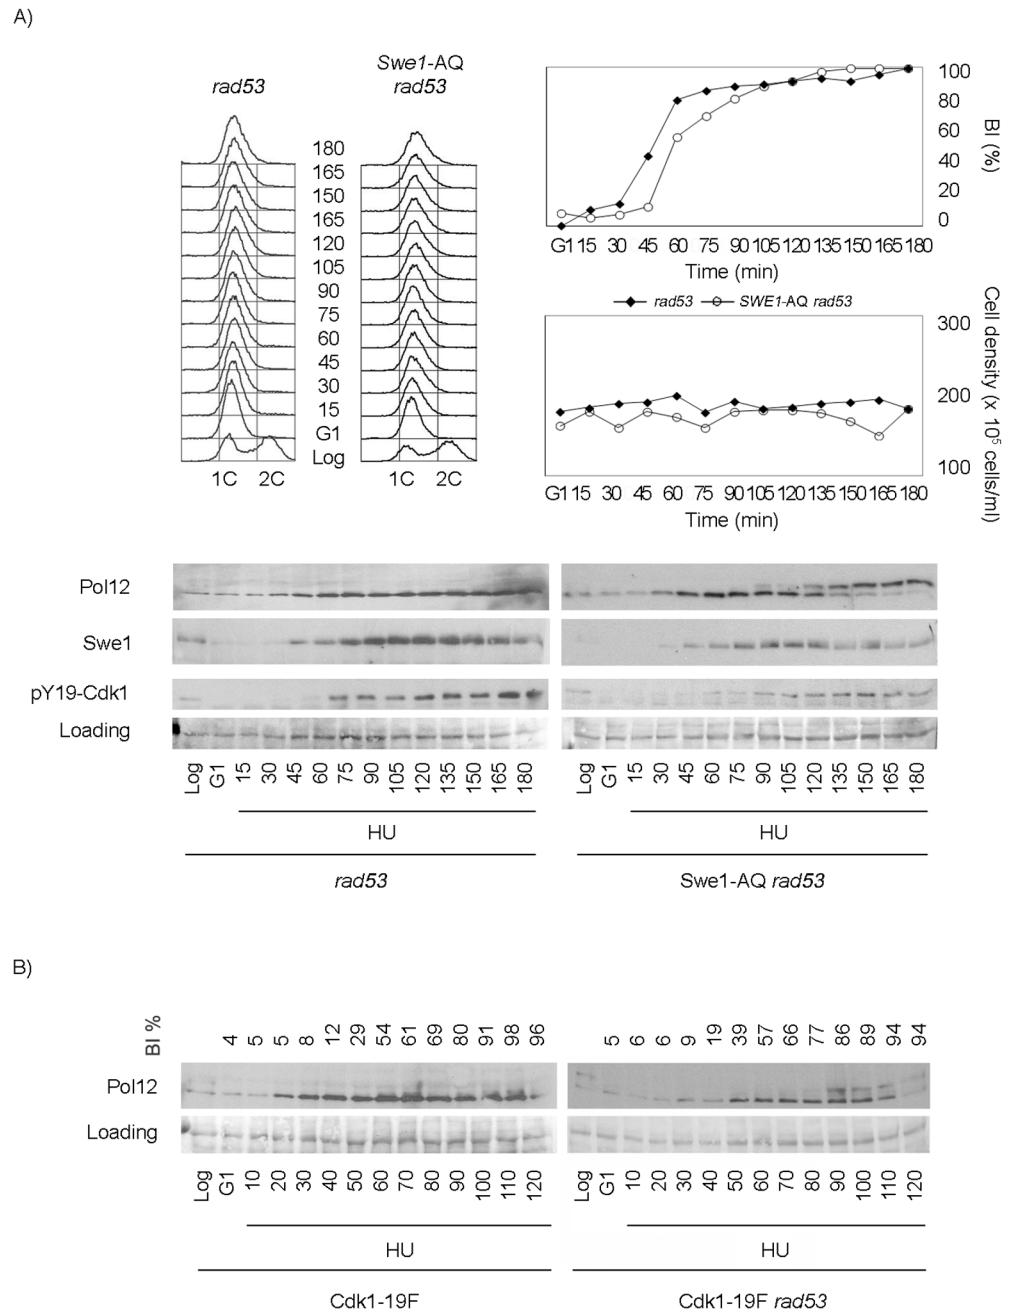 A)
rad53
Swe1-AQ
rad53
180
165
150
165
120
105
90
75
60
45
30
15
G1
Log
1C 2C
1C 2C
100
80
60
40
20
0
BI (%)
G1 15 30 45 60 75 90 105 120 135 150 165 180
Time (min)
rad53 SWE1-AQ rad53
300
200
100
Cell density (x 10⁵ cells/ml)
G1 15 30 45 60 75 90 105 120 135 150 165 180
Time (min)
Pol12
Swe1
pY19-Cdk1
Loading
Log G1 15 30 45 60 75 90 105 120 135 150 165 180
HU
rad53
Log G1 15 30 45 60 75 90 105 120 135 150 165 180
HU
Swe1-AQ rad53
B)
BI %
4 5 5 8 12 29 54 61 69 80 91 98 96
5 6 6 9 19 39 57 66 77 86 89 94 94
Pol12
Loading
Log G1 10 20 30 40 50 60 70 80 90 100 110 120
HU
Cdk1-19F
Log G1 10 20 30 40 50 60 70 80 90 100 110 120
HU
Cdk1-19F rad53